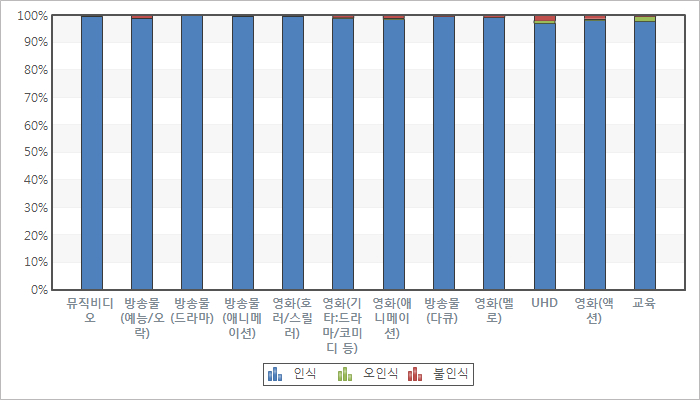 100%
90%
80%
70%
60%
50%
40%
30%
20%
10%
0%
뮤직비디
오
방송물
(예능/오
락)
방송물
(드라마)
방송물
(애니메
이션)
영화(호
러/스릴
러)
영화(기
타:드라
마/코미
디 등)
영화(애
니메이
션)
방송물
(다큐)
영화(멜
로)
UHD
영화(액
션)
교육
인식 오인식 불인식